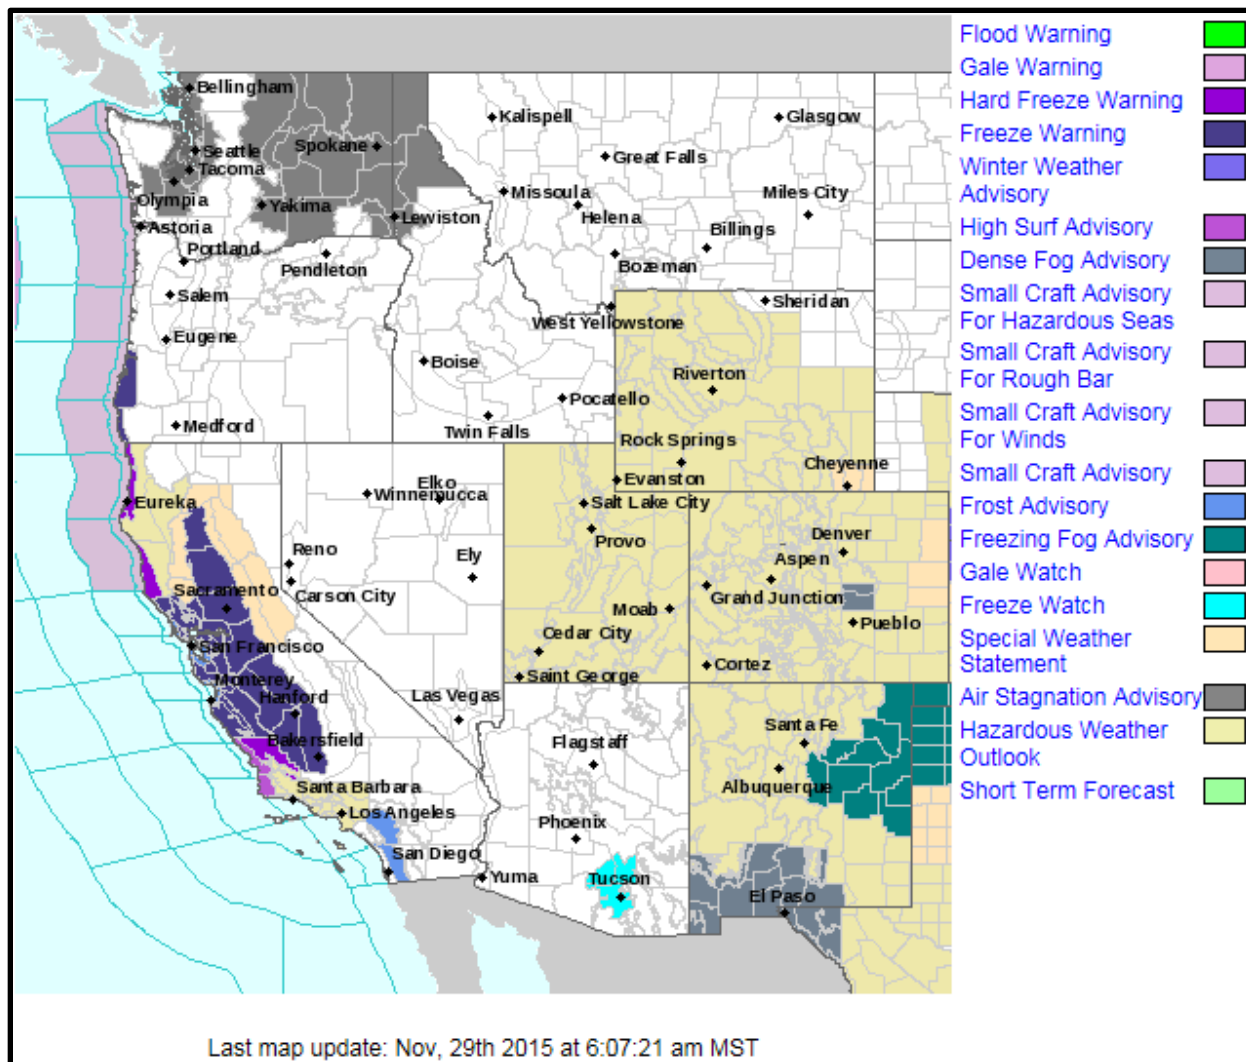 Bellingham
Seattle
Spokane
Tacoma
Olympia
Yakima
Lewiston
Astoria
Portland
Pendleton
Salem
Eugene
Medford
Kalispell
Glasgow
Great Falls
Missoula
Miles City
Helena
Billings
Bozeman
Sheridan
West Yellowstone
Boise
Riverton
Pocatello
Twin Falls
Rock Springs
Cheyenne
Evanston
Eureka
Elko
Winnemucca
Salt Lake City
Provo
Denver
Reno
Ely
Aspen
Sacramento
Carson City
Grand Junction
Moab
Pueblo
San Francisco
Cedar City
Cortez
Monterey
Hanford
Saint George
Las Vegas
Bakersfield
Flagstaff
Santa Fe
Santa Barbara
Albuquerque
Los Angeles
Phoenix
San Diego
Yuma
Tucson
El Paso
Flood Warning
Gale Warning
Hard Freeze Warning
Freeze Warning
Winter Weather
Advisory
High Surf Advisory
Dense Fog Advisory
Small Craft Advisory
For Hazardous Seas
Small Craft Advisory
For Rough Bar
Small Craft Advisory
For Winds
Small Craft Advisory
Frost Advisory
Freezing Fog Advisory
Gale Watch
Freeze Watch
Special Weather
Statement
Air Stagnation Advisory
Hazardous Weather
Outlook
Short Term Forecast
Last map update: Nov, 29th 2015 at 6:07:21 am MST